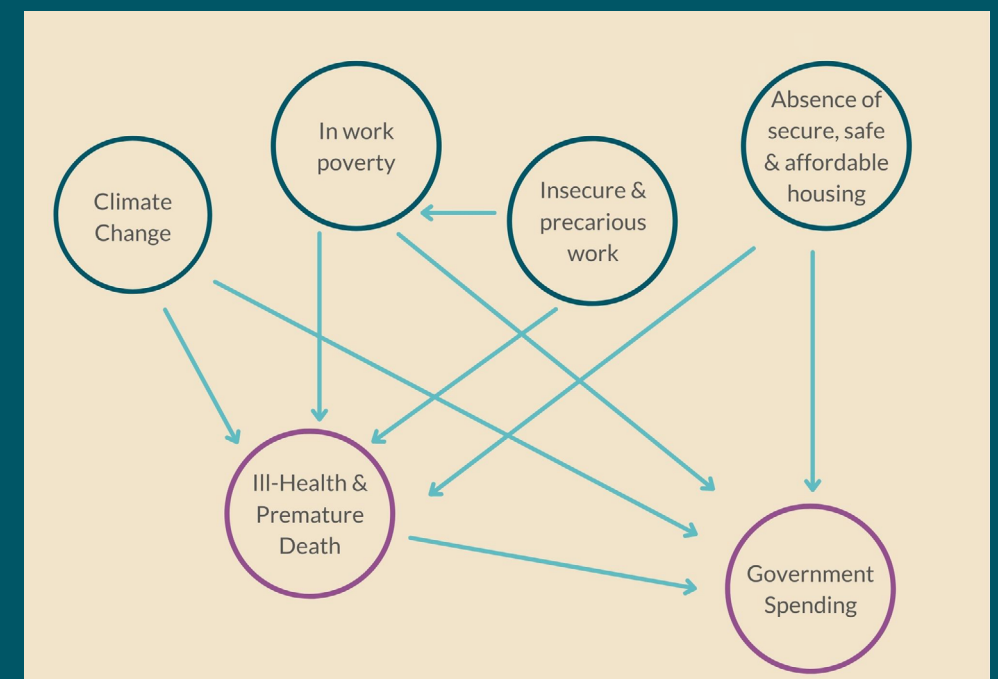 Climate
Change
In work
poverty
Insecure &
precarious
work
Absence of
secure, safe
& affordable
housing
Ill-Health &
Premature
Death
Government
Spending